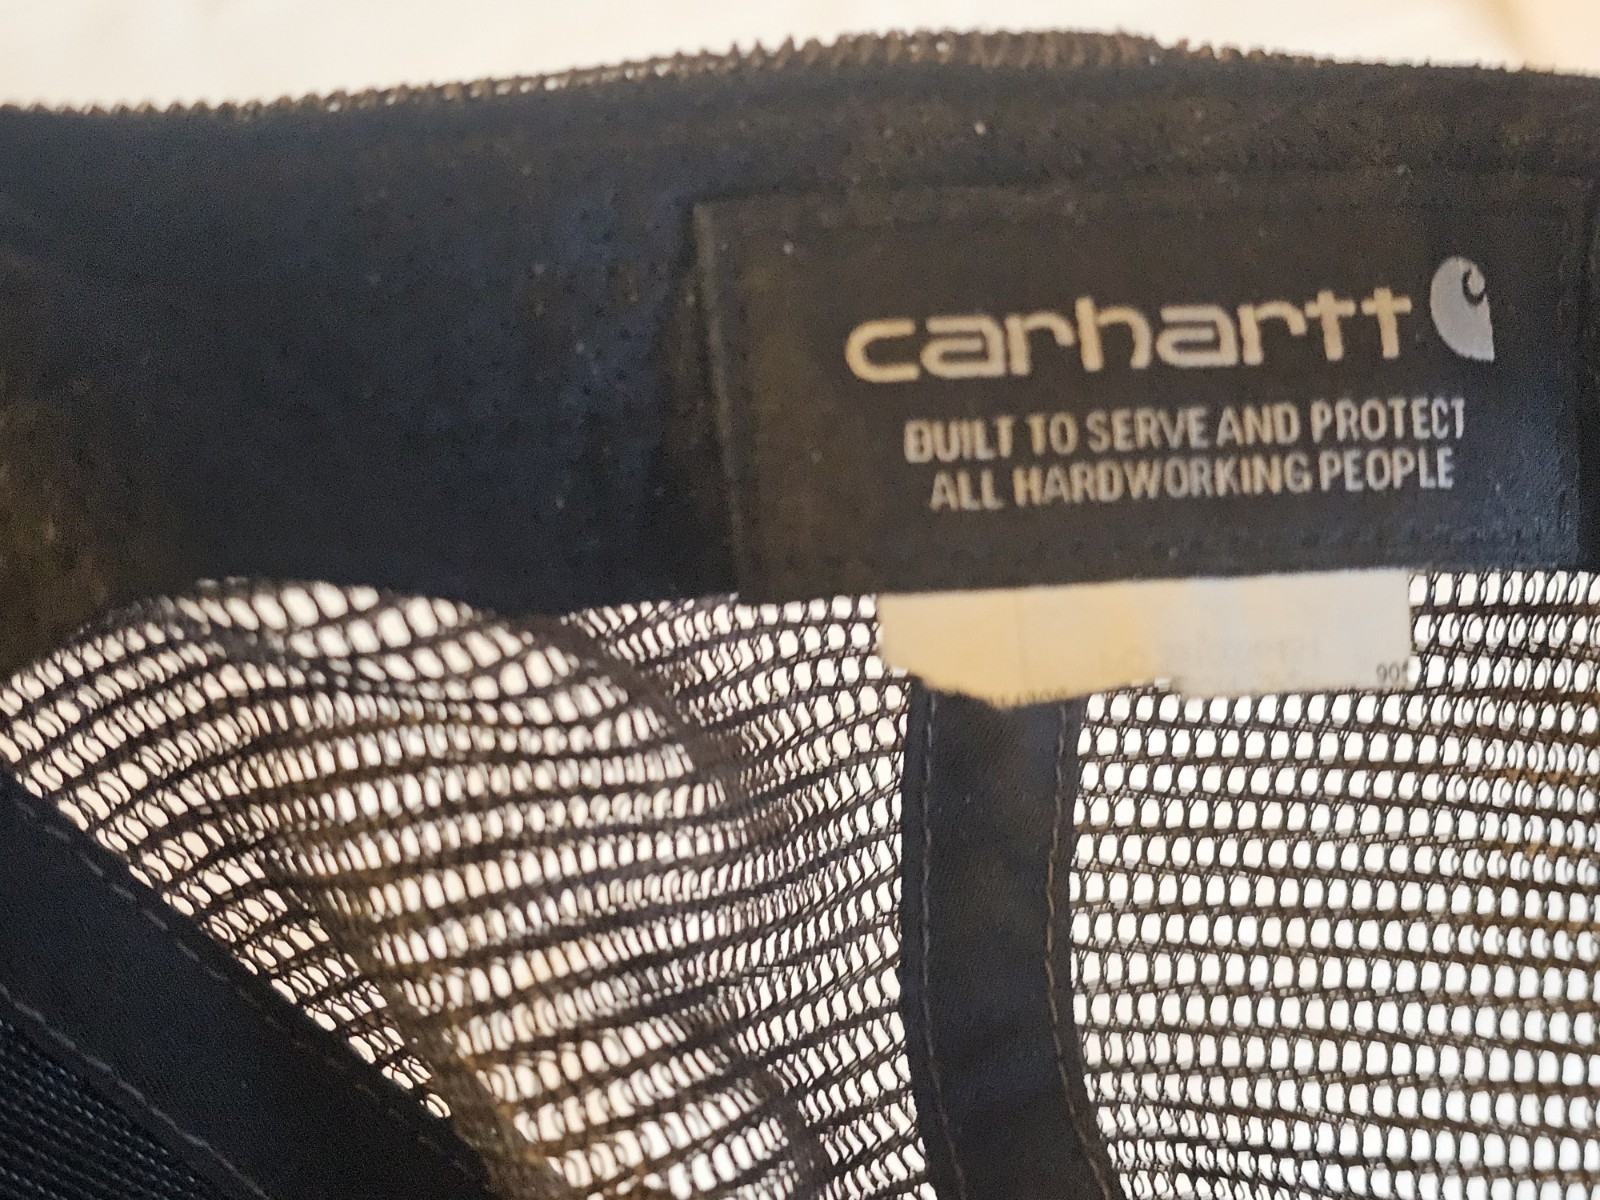 carhartt
BUILT TO SERVE AND PROTECT
ALL HARDWORKING PEOPLE